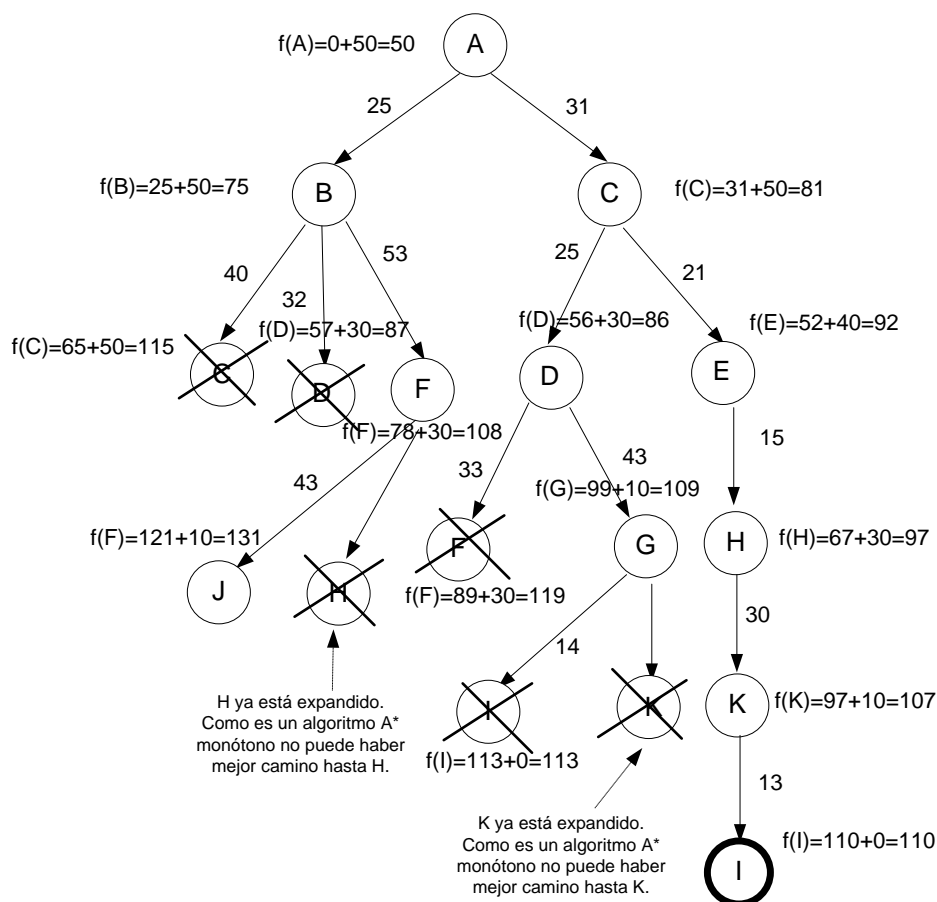 f(A)=0+50=50
A
25
31
f(B)=25+50=75
B
C
f(C)=31+50=81
40
32
53
25
21
f(C)=65+50=115
f(D)=57+30=87
f(D)=56+30=86
f(E)=52+40=92
C
D
F
D
E
f(F)=78+30=108
43
33
43
15
f(F)=121+10=131
f(G)=99+10=109
J
H
F
G
H
f(H)=67+30=97
f(F)=89+30=119
14
30
H ya está expandido.
Como es un algoritmo A*
monótono no puede haber
mejor camino hasta H.
I
K
K
f(K)=97+10=107
f(I)=113+0=113
13
K ya está expandido.
Como es un algoritmo A*
monótono no puede haber
mejor camino hasta K.
f(I)=110+0=110
I